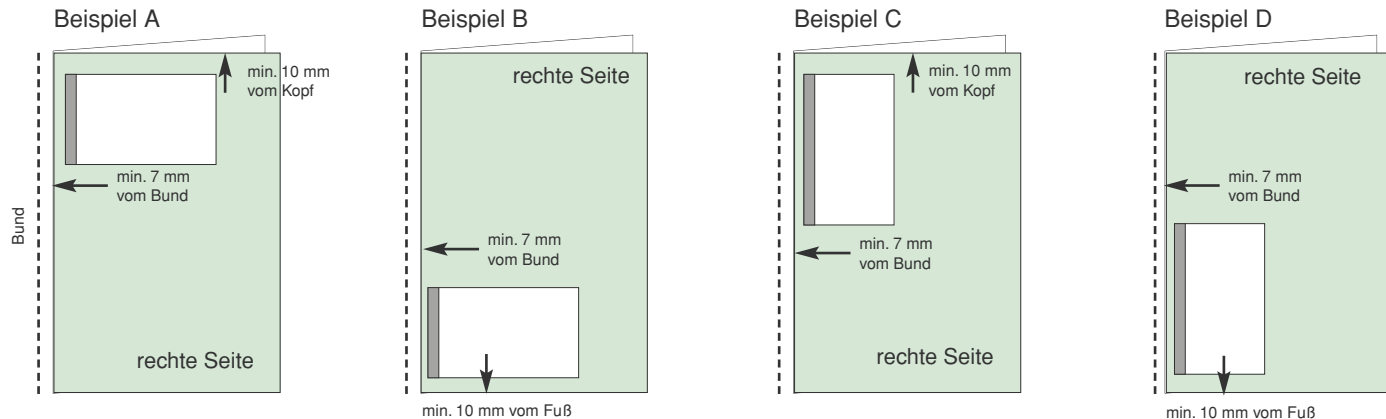 Beispiel A
min. 10 mm
vom Kopf
min. 7 mm
vom Bund
Bund
rechte Seite
Beispiel B
rechte Seite
min. 7 mm
vom Bund
min. 10 mm vom Fuß
Beispiel C
min. 10 mm
vom Kopf
min. 7 mm
vom Bund
rechte Seite
Beispiel D
rechte Seite
min. 7 mm
vom Bund
min. 10 mm vom Fuß